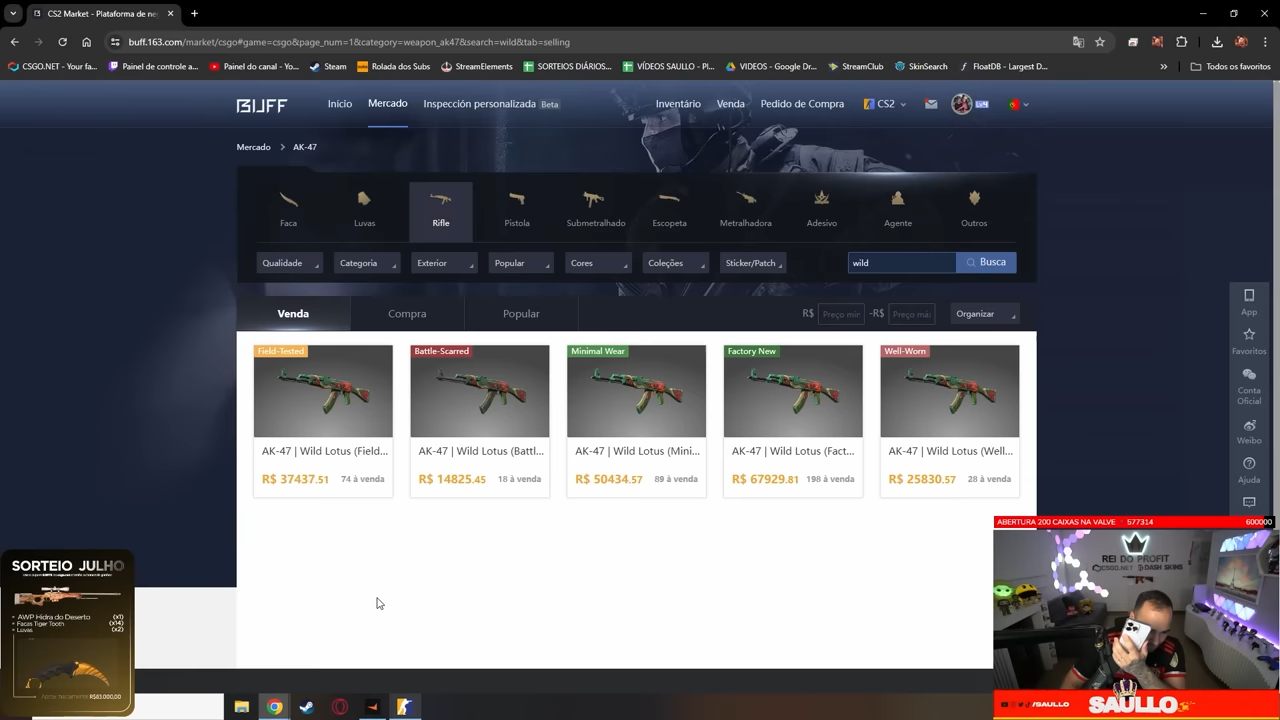 CS2 Market - Plataforma de ne
buff.163.com/market/csgo#game=csgo&page_num=1&category=weapon_ak47&search=wild&tab=selling
CSGO.NET - Your fa...
Painel de controle a...
Painel do canal - Yo...
Steam
Rolada dos Subs
StreamElements
SORTEIOS DIÁRIOS...
VÍDEOS SAULLO - Pl...
VIDEOS - Google Dr...
StreamClub
SkinSearch
FloatDB - Largest D...
Todos os favoritos
BUFF
Início
Mercado
Inspección personalizada Beta
Inventário
Venda
Pedido de Compra
CS2
Mercado > AK-47
Faca
Luvas
Rifle
Pistola
Submetralhado
Escopeta
Metralhadora
Adesivo
Agente
Outros
Qualidade
Categoria
Exterior
Popular
Cores
Coleções
Sticker/Patch
wild
Busca
Venda
Compra
Popular
R$ Preço mín -R$ Preço má
Organizar
App
Favoritos
Conta
Oficial
Weibo
Ajuda
Field-Tested
AK-47 | Wild Lotus (Field...
R$ 37437.51 74 à venda
Battle-Scarred
AK-47 | Wild Lotus (Battl...
R$ 14825.45 18 à venda
Minimal Wear
AK-47 | Wild Lotus (Mini...
R$ 50434.57 89 à venda
Factory New
AK-47 | Wild Lotus (Fact...
R$ 67929.81 198 à venda
Well-Worn
AK-47 | Wild Lotus (Well...
R$ 25830.57 28 à venda
SORTEIO JULHO
AWP Hidra do Deserto (x1)
Facas Tiger Tooth (x14)
Luvas (x2)
R$83.000,00
ABERTURA 200 CAIXAS NA VALVE 577314 600000
REI DO PROFIT
CSGO.NET DASH SKINS
/SAULLO
SAULLO